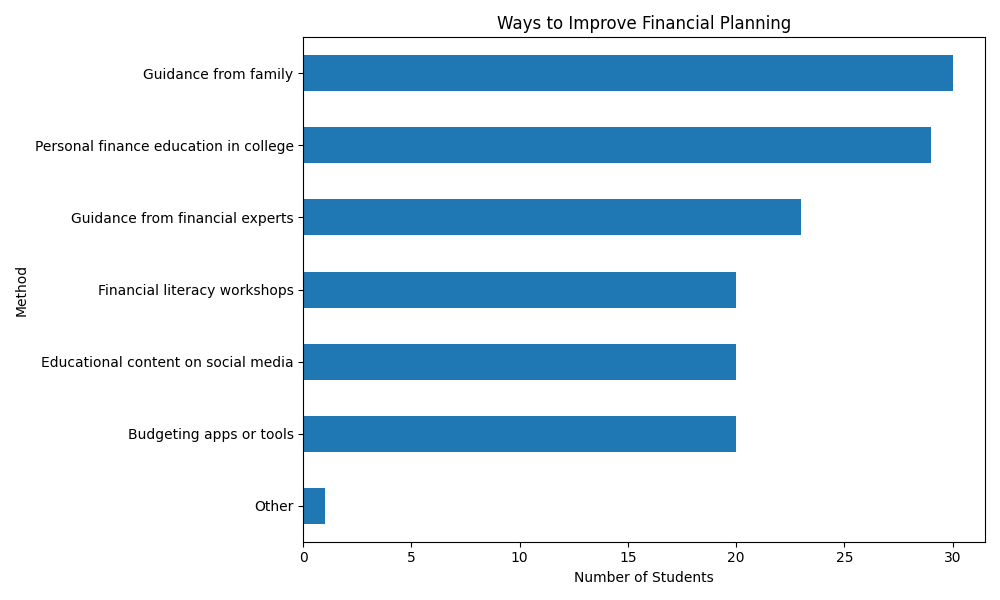 Ways to Improve Financial Planning
Guidance from family
Personal finance education in college
Guidance from financial experts
Financial literacy workshops
Educational content on social media
Budgeting apps or tools
Other
Method
0 5 10 15 20 25 30
Number of Students